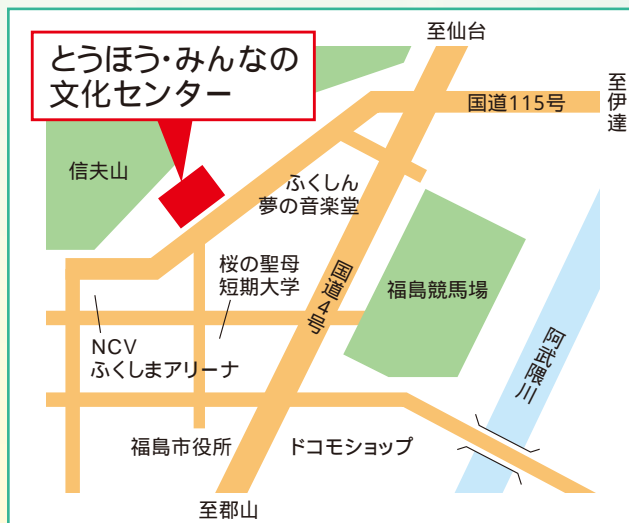 至仙台
とうほう・みんなの
文化センター
国道115号
至伊達
信夫山
ふくしん
夢の音楽堂
桜の聖母
短期大学
国道4号
福島競馬場
NCV
ふくしまアリーナ
阿武隈川
福島市役所
ドコモショップ
至郡山